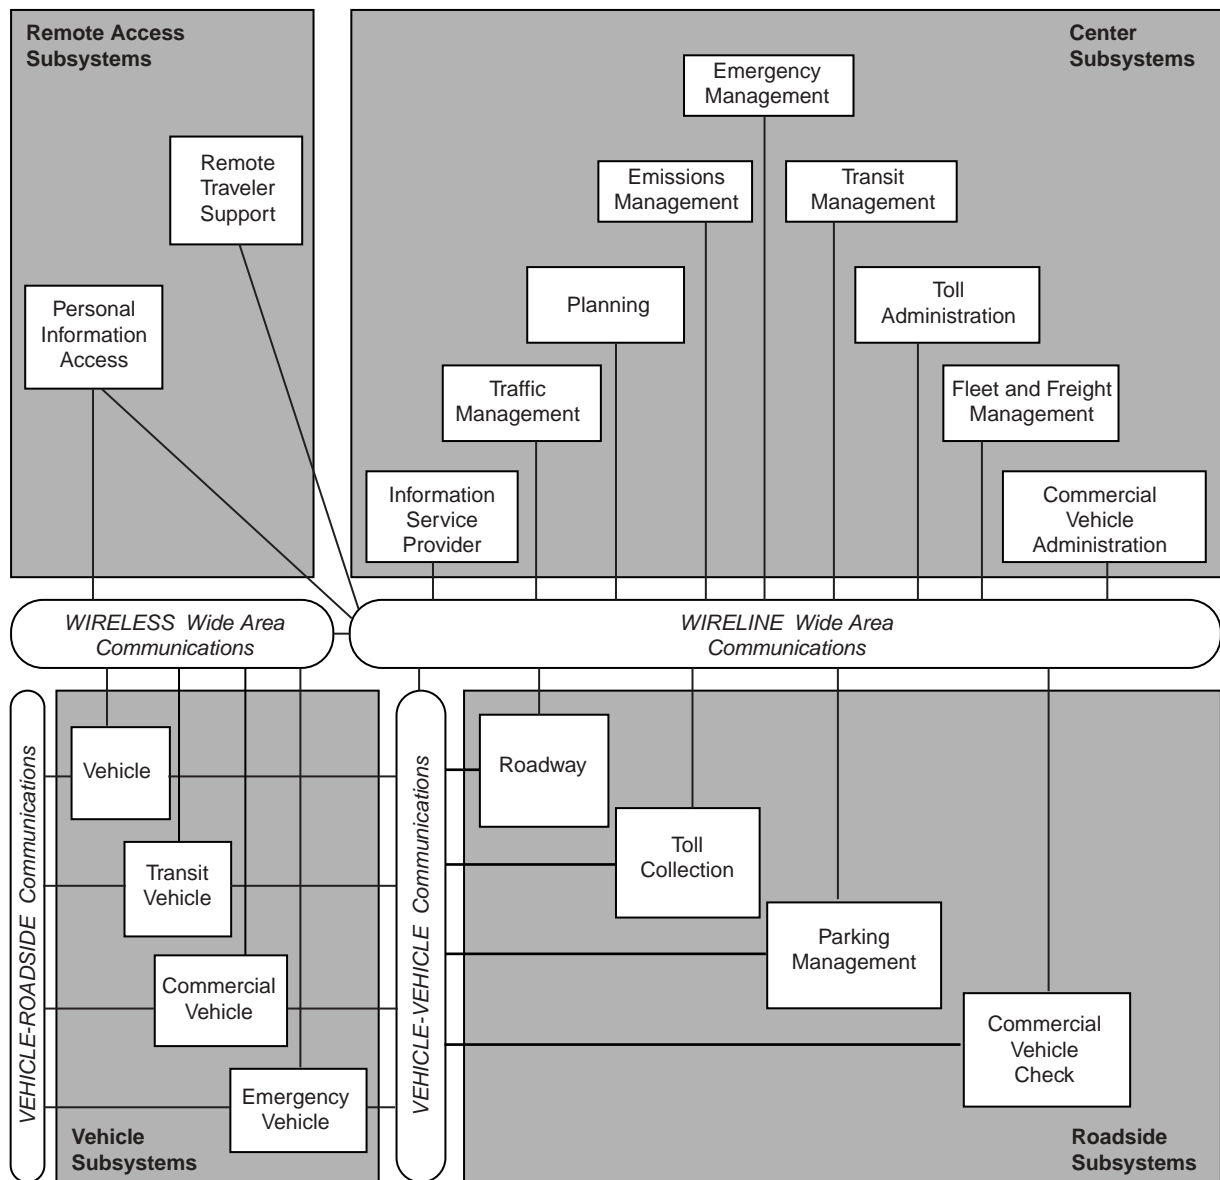 Remote Access
Subsystems
Remote
Traveler
Support
Personal
Information
Access
Center
Subsystems
Emergency
Management
Emissions
Management
Transit
Management
Planning
Toll
Administration
Traffic
Management
Fleet and Freight
Management
Information
Service
Provider
Commercial
Vehicle
Administration
WIRELESS Wide Area
Communications
WIRELINE Wide Area
Communications
VEHICLE-ROADSIDE Communications
Vehicle
Transit
Vehicle
Commercial
Vehicle
Emergency
Vehicle
Vehicle
Subsystems
VEHICLE-VEHICLE Communications
Roadway
Toll
Collection
Parking
Management
Commercial
Vehicle
Check
Roadside
Subsystems